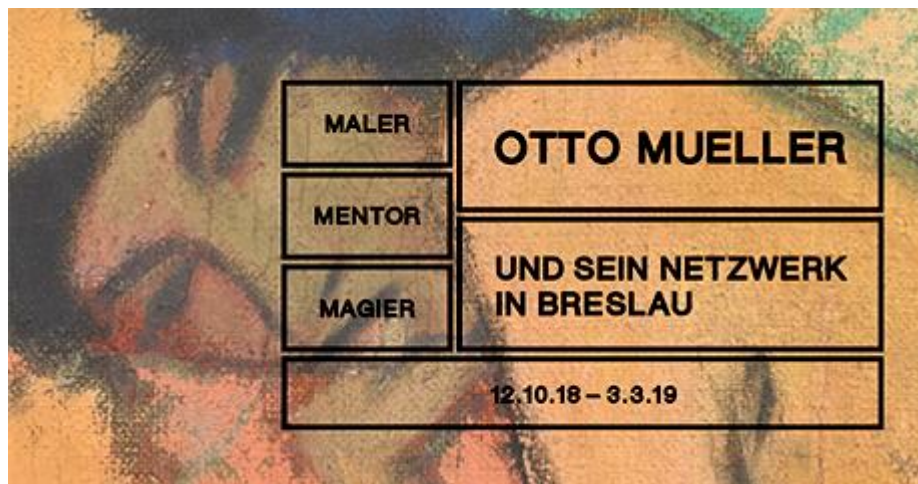 MALER
MENTOR
MAGIER
OTTO MUELLER
UND SEIN NETZWERK
IN BRESLAU
12.10.18 – 3.3.19